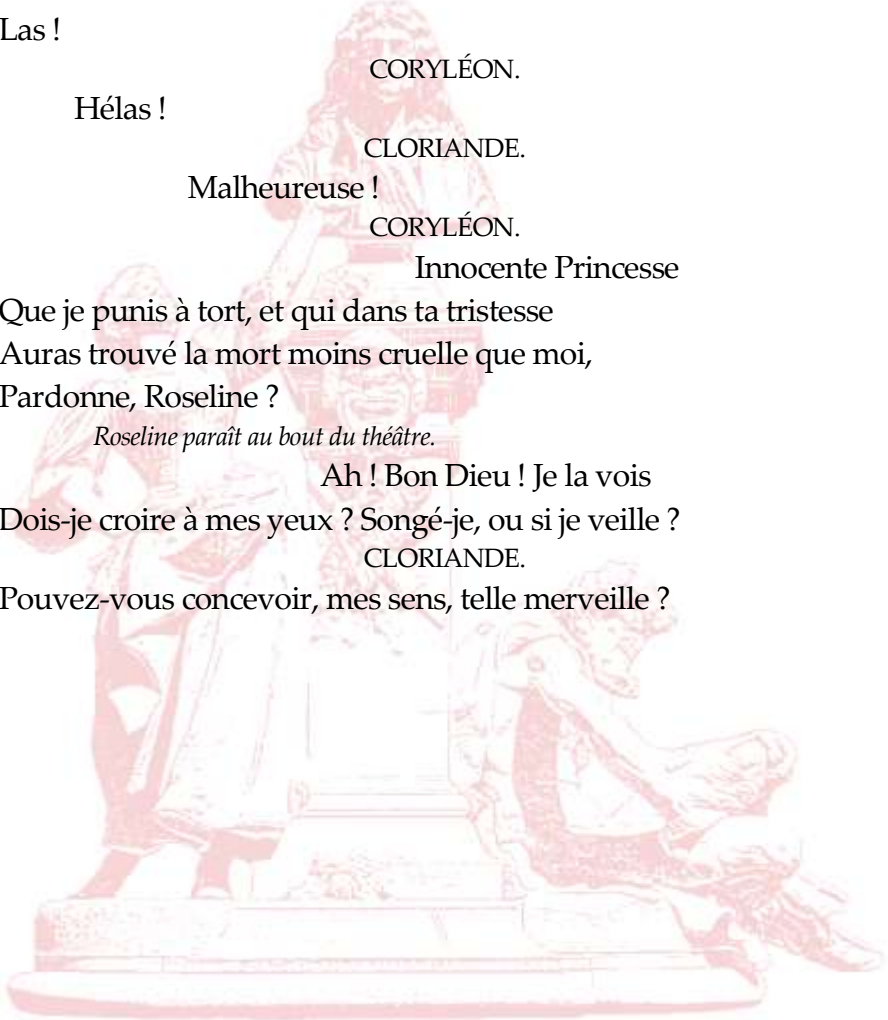 Las !
CORYLÉON.
Hélas !
CLORIANDE.
Malheureuse !
CORYLÉON.
Innocente Princesse
Que je punis à tort, et qui dans ta tristesse
Auras trouvé la mort moins cruelle que moi,
Pardonne, Roseline ?
Roseline paraît au bout du théâtre.
Ah ! Bon Dieu ! Je la vois
Dois-je croire à mes yeux ? Songé-je, ou si je veille ?
CLORIANDE.
Pouvez-vous concevoir, mes sens, telle merveille ?